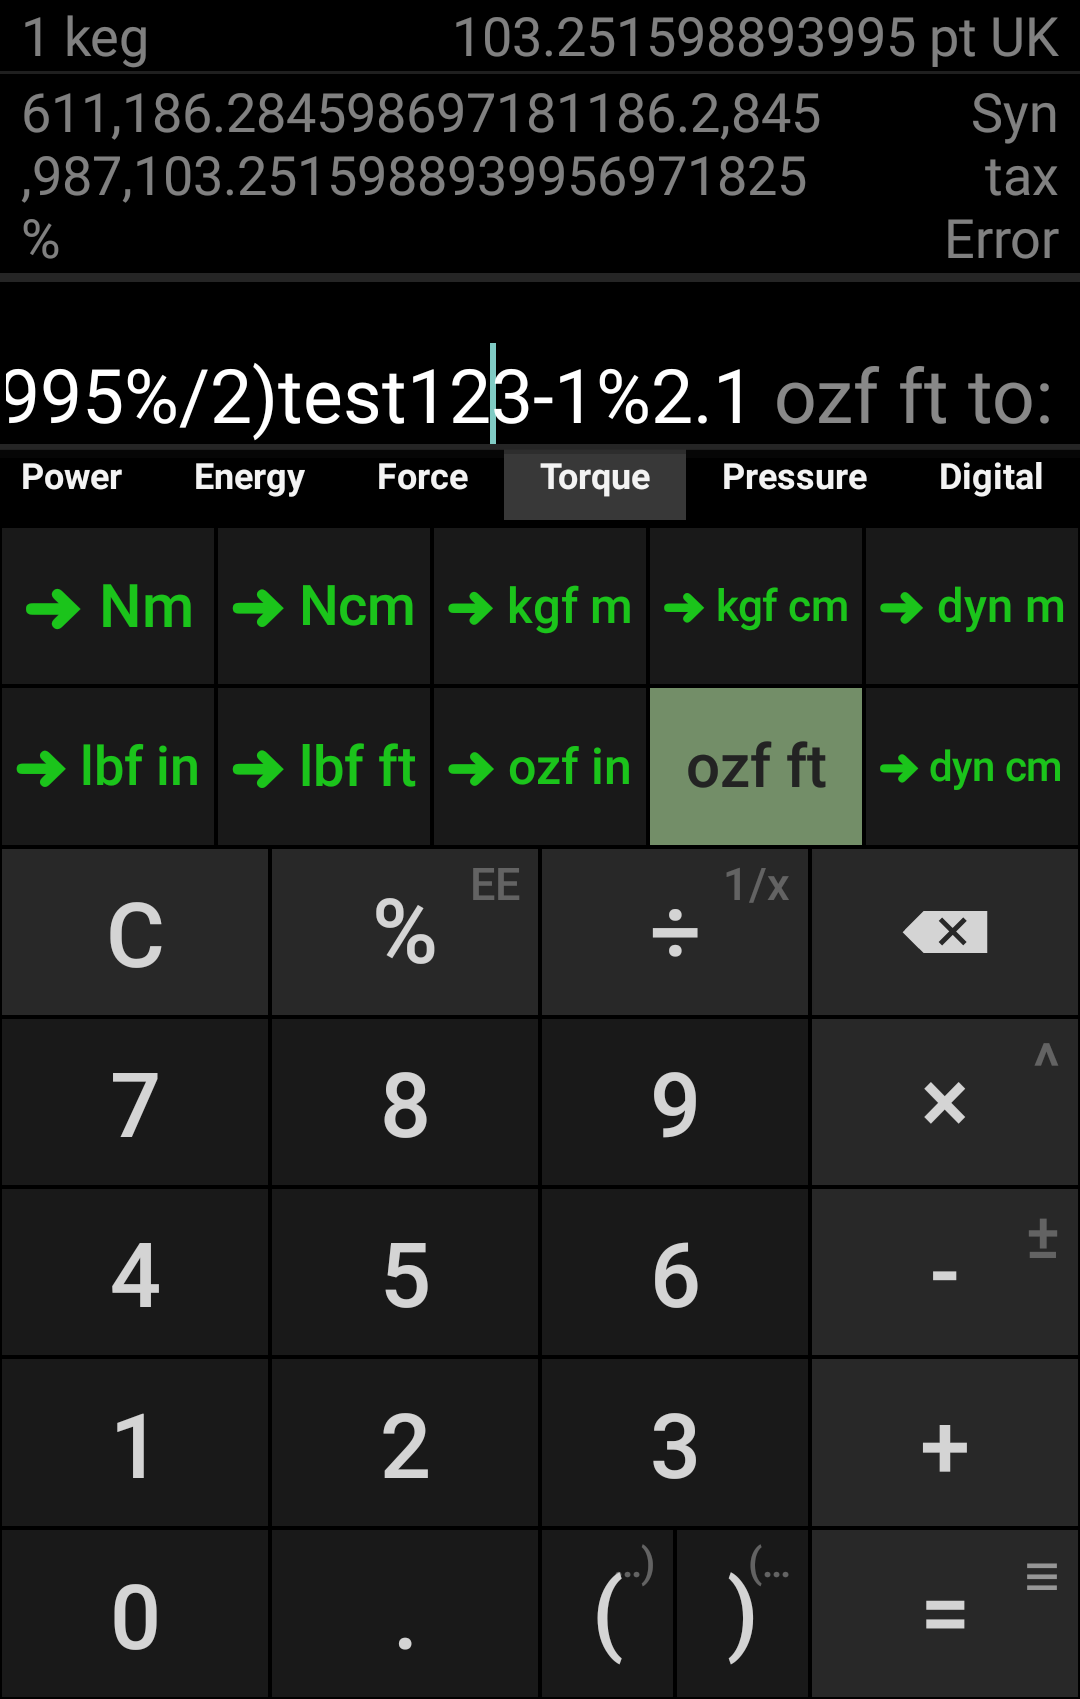 1 keg 103.251598893995 pt UK
611,186.284598697181186.2,845 Syn
,987,103.2515988939956971825 tax
% Error
995%/2)test123-1%2.1 ozf ft to:
Power Energy Force Torque Pressure Digital
➔ Nm ➔ Ncm ➔ kgf m ➔ kgf cm ➔ dyn m
➔ lbf in ➔ lbf ft ➔ ozf in ozf ft ➔ dyn cm
C % EE ÷ 1/x
7 8 9 × ^
4 5 6 - ±
1 2 3 +
0 . ( ..) ) (... =